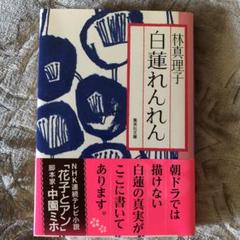 林真理子
白蓮れんれん
集英社文庫
朝ドラでは
描けない
白蓮の真実が
ここに書いて
あります。
NHK連続テレビ小説
「花子とアン」
脚本家・中園ミホ